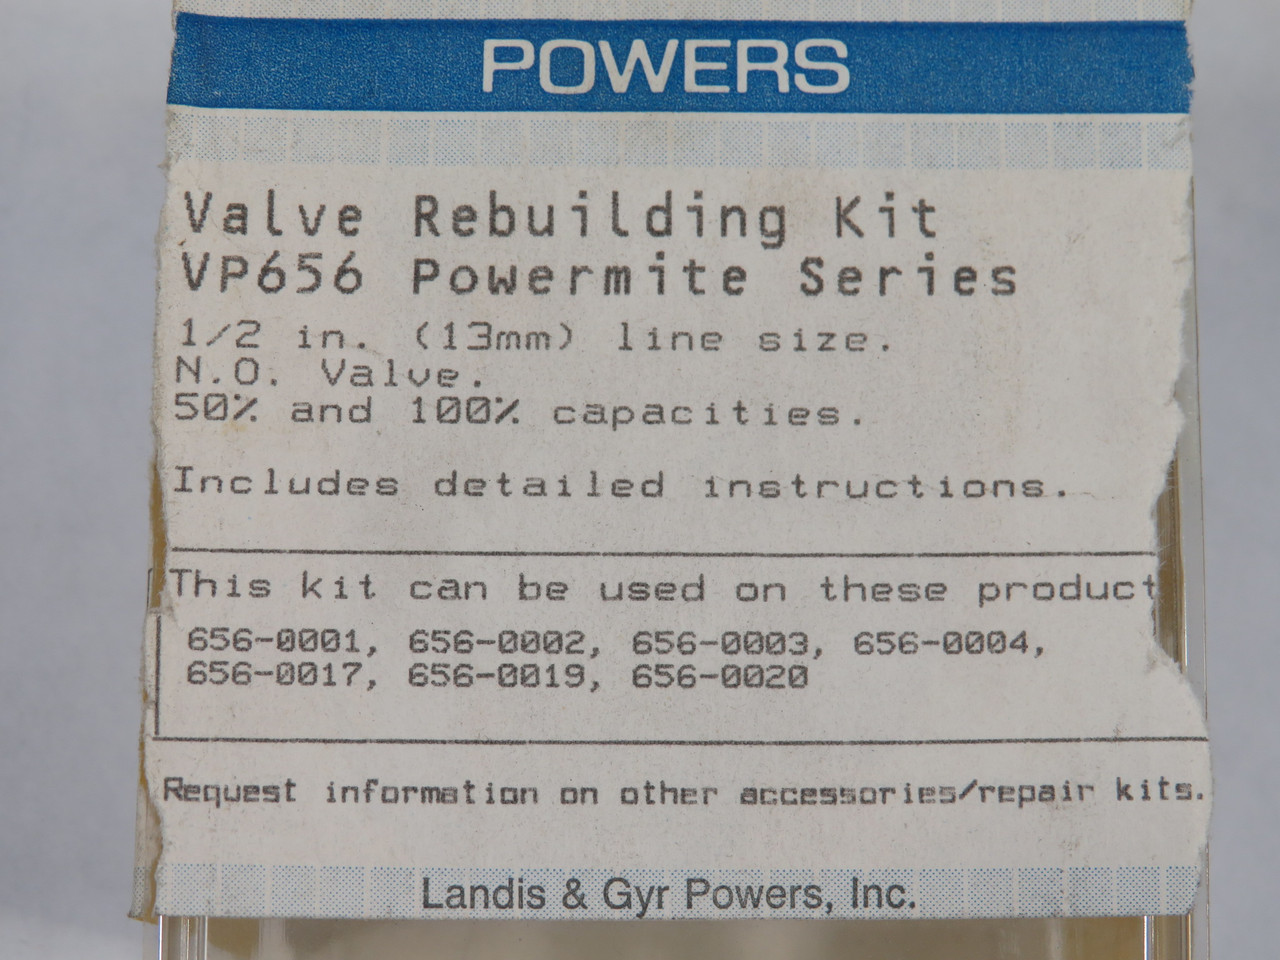 POWERS
Valve Rebuilding Kit
VP656 Powermite Series
1/2 in. (13mm) line size.
N.O. Valve.
50% and 100% capacities.
Includes detailed instructions.
This kit can be used on these product
656-0001, 656-0002, 656-0003, 656-0004,
656-0017, 656-0019, 656-0020
Request information on other accessories/repair kits.
Landis & Gyr Powers, Inc.